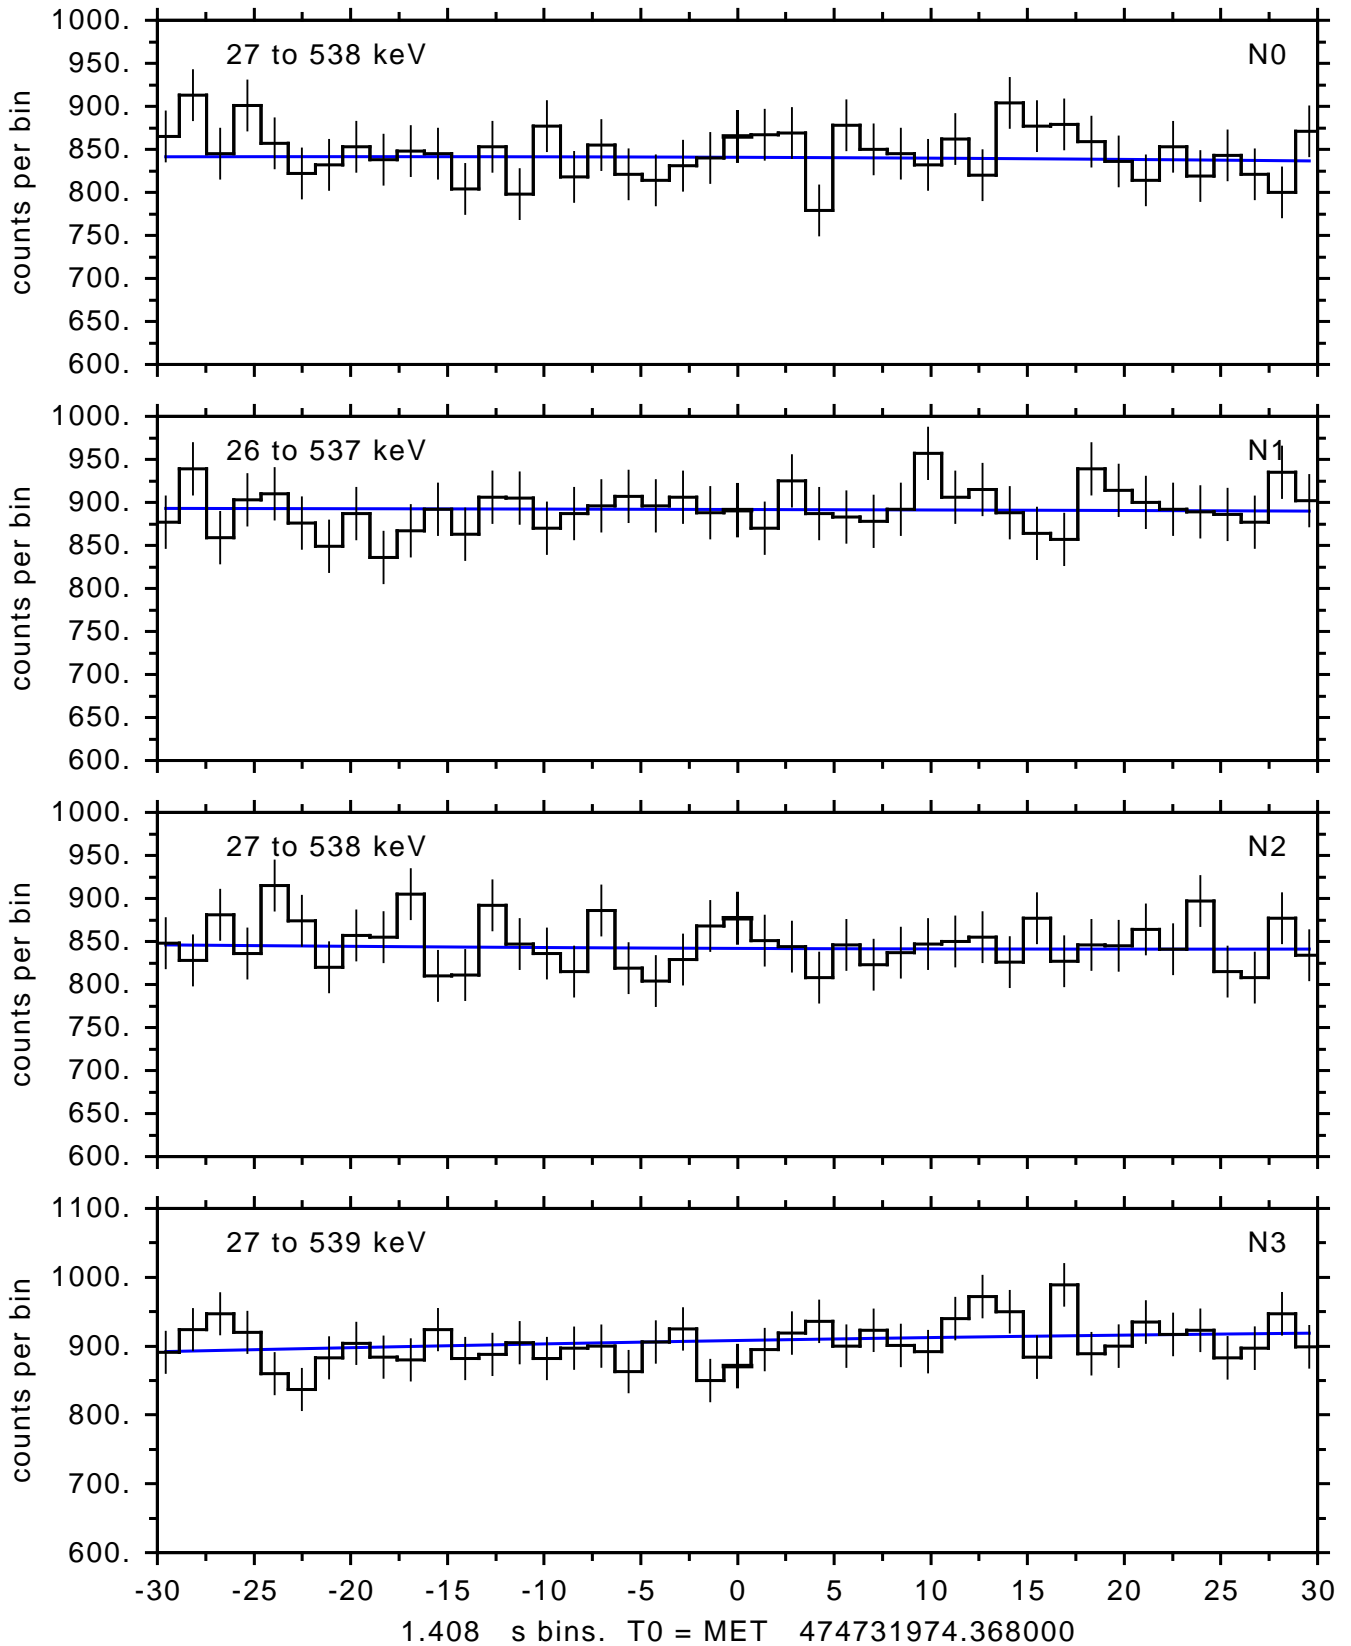 1000.
950.
900.
850.
800.
750.
700.
650.
600.
counts per bin
27 to 538 keV
N0
1000.
950.
900.
850.
800.
750.
700.
650.
600.
counts per bin
26 to 537 keV
N1
1000.
950.
900.
850.
800.
750.
700.
650.
600.
counts per bin
27 to 538 keV
N2
1100.
1000.
900.
800.
700.
600.
counts per bin
27 to 539 keV
N3
-30 -25 -20 -15 -10 -5 0 5 10 15 20 25 30
1.408 s bins. T0 = MET 474731974.368000